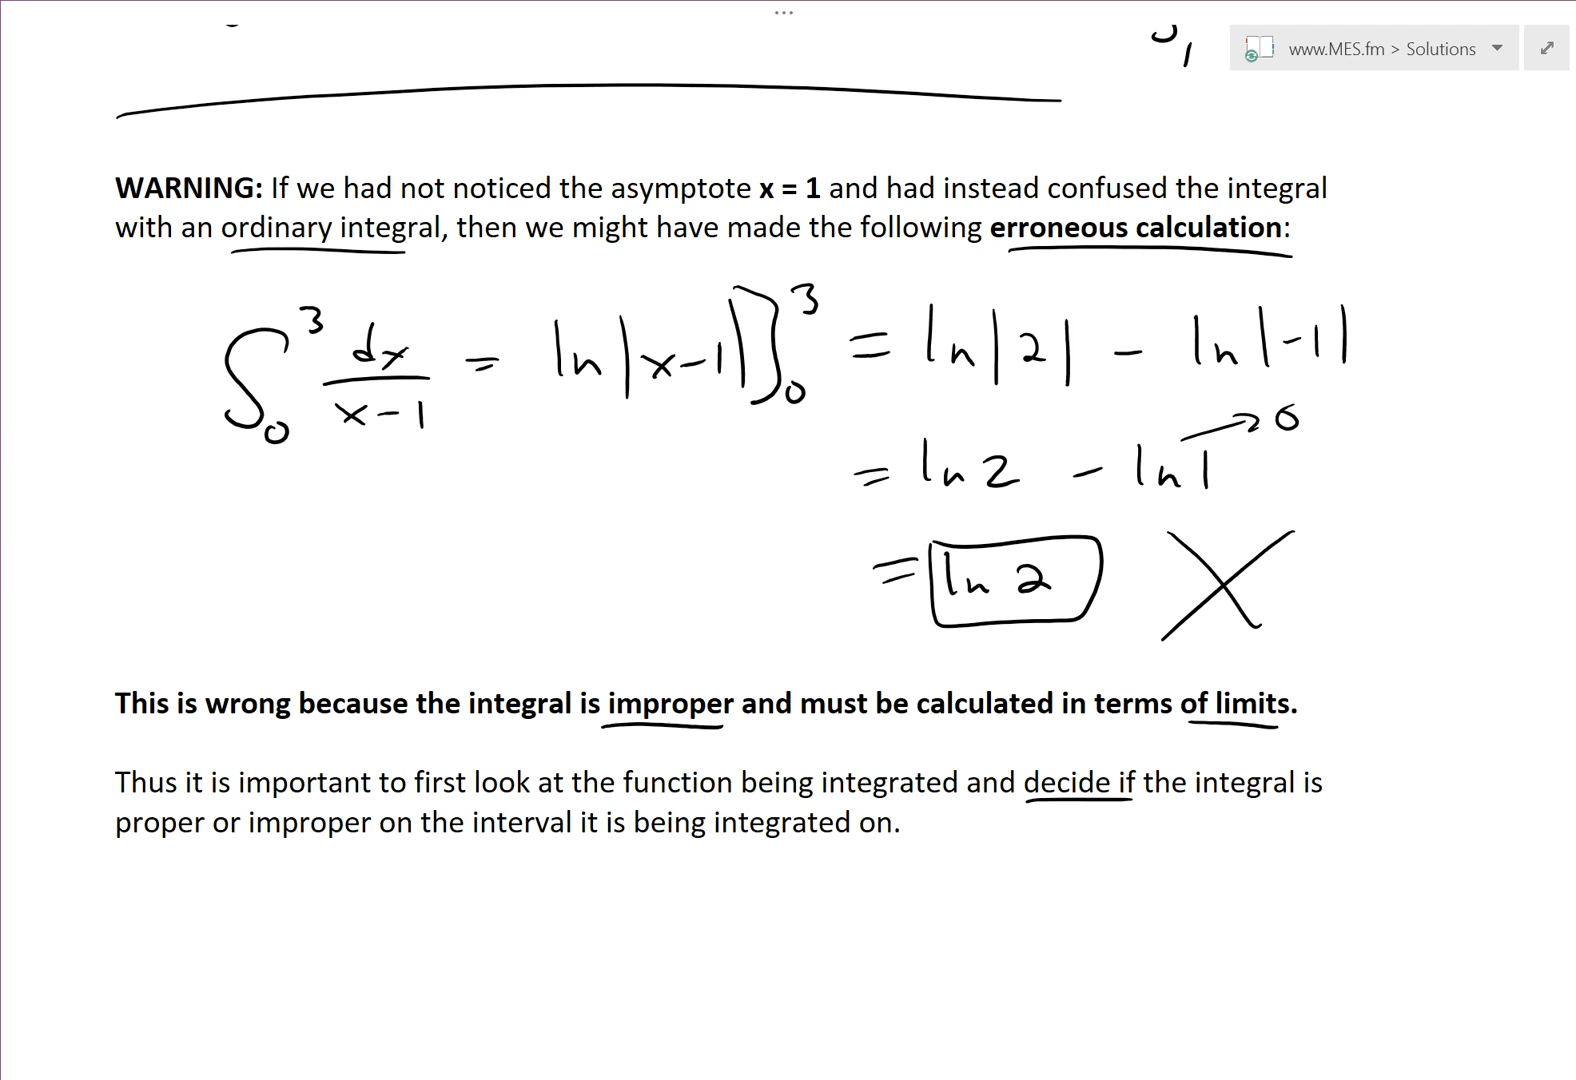 www.MES.fm > Solutions
WARNING: If we had not noticed the asymptote x = 1 and had instead confused the integral
with an ordinary integral, then we might have made the following erroneous calculation:
∫₀³ dx/(x-1) = ln|x-1|]₀³ = ln|2| - ln|-1|
= ln 2 - ln 1 → 0
= ln 2
This is wrong because the integral is improper and must be calculated in terms of limits.
Thus it is important to first look at the function being integrated and decide if the integral is
proper or improper on the interval it is being integrated on.